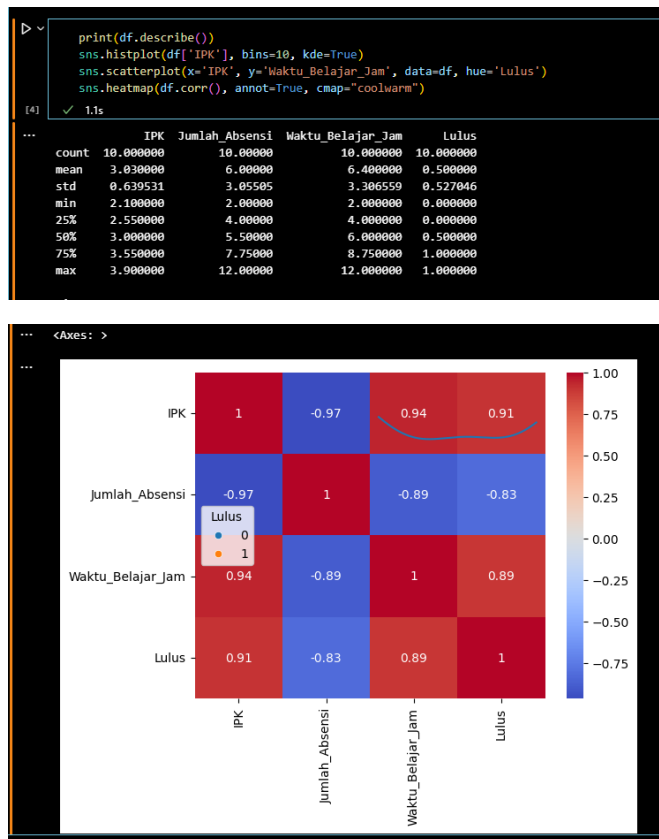 print(df.describe())
sns.histplot(df['IPK'], bins=10, kde=True)
sns.scatterplot(x='IPK', y='Waktu_Belajar_Jam', data=df, hue='Lulus')
sns.heatmap(df.corr(), annot=True, cmap="coolwarm")
[4] ✓ 1.1s
... IPK Jumlah_Absensi Waktu_Belajar_Jam Lulus
count 10.000000 10.00000 10.000000 10.000000
mean 3.030000 6.00000 6.400000 0.500000
std 0.639531 3.05505 3.306559 0.527046
min 2.100000 2.00000 2.000000 0.000000
25% 2.550000 4.00000 4.000000 0.000000
50% 3.000000 5.50000 6.000000 0.500000
75% 3.550000 7.75000 8.750000 1.000000
max 3.900000 12.00000 12.000000 1.000000
... <Axes: >
...
1.00
IPK 1 -0.97 0.94 0.91
0.75
0.50
Jumlah_Absensi -0.97 1 -0.89 -0.83
0.25
Lulus
0
1
0.00
Waktu_Belajar_Jam 0.94 -0.89 1 0.89
−0.25
−0.50
Lulus 0.91 -0.83 0.89 1
−0.75
IPK
Jumlah_Absensi
Waktu_Belajar_Jam
Lulus